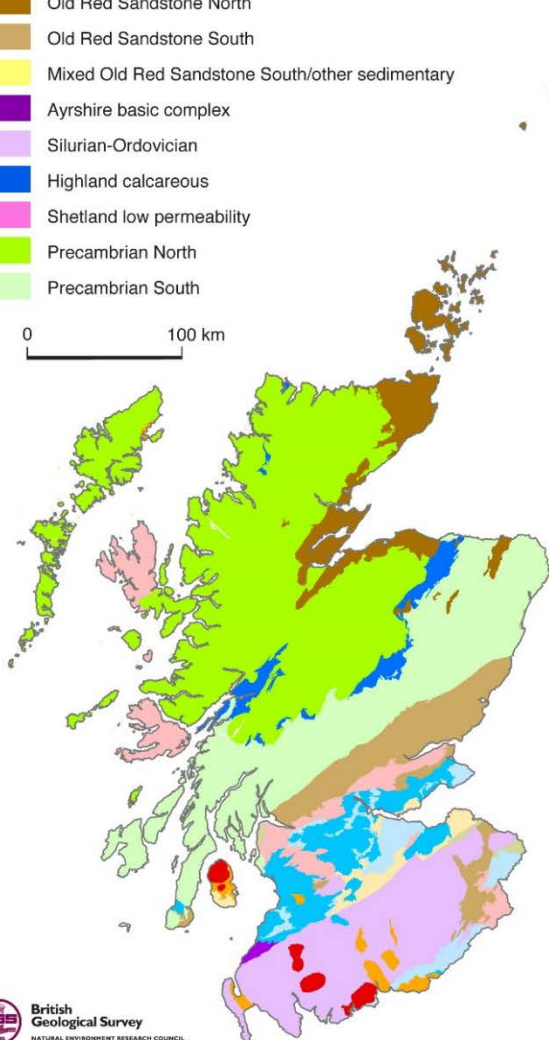 Old Red Sandstone North
Old Red Sandstone South
Mixed Old Red Sandstone South/other sedimentary
Ayrshire basic complex
Silurian-Ordovician
Highland calcareous
Shetland low permeability
Precambrian North
Precambrian South
0 100 km
British
Geological Survey
NATURAL ENVIRONMENT RESEARCH COUNCIL